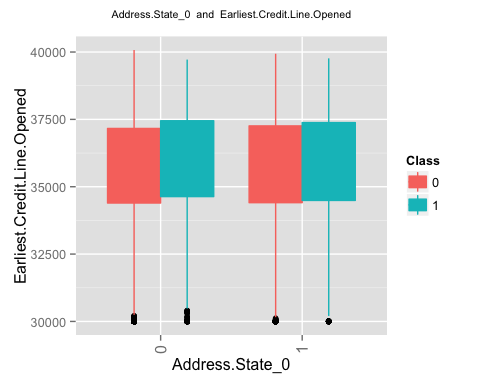 Address.State_0 and Earliest.Credit.Line.Opened
Earliest.Credit.Line.Opened
40000
37500
35000
32500
30000
0
1
Address.State_0
Class
0
1